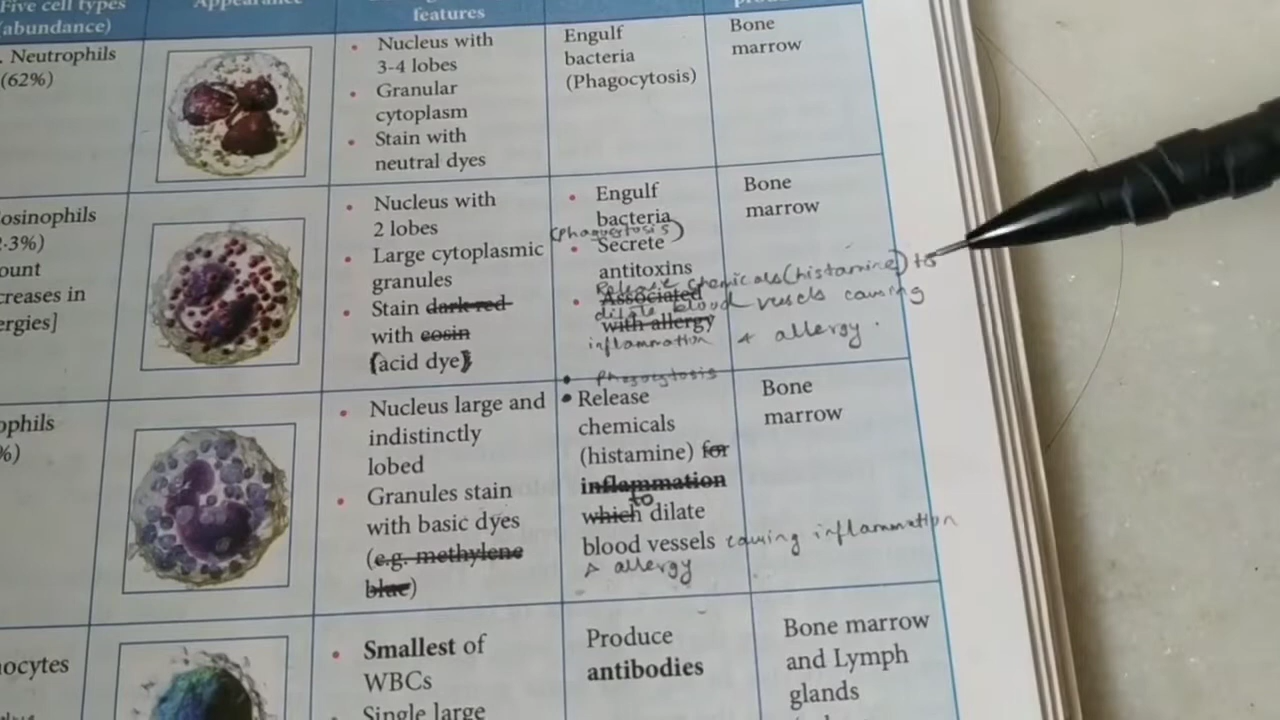 Five cell types
(abundance)
Appearance
features
. Neutrophils
(62%)
• Nucleus with
3-4 lobes
• Granular
cytoplasm
• Stain with
neutral dyes
Engulf
bacteria
(Phagocytosis)
Bone
marrow
osinophils
2·3%)
ount
creases in
ergies]
• Nucleus with
2 lobes
• Large cytoplasmic
granules
• Stain dark red
with eosin
(acid dye)
• Engulf
bacteria
(phagocytosis)
• Secrete
antitoxins
Release chemicals (histamine) to
• Associated
dilate blood vessels causing
with allergy
inflammation & allergy.
Bone
marrow
ophils
%)
• Nucleus large and
indistinctly
lobed
• Granules stain
with basic dyes
(e.g. methylene
blue)
• Phagocytosis
• Release
chemicals
(histamine) for
inflammation
to
which dilate
blood vessels causing inflammation
& allergy
Bone
marrow
ocytes
• Smallest of
WBCs
Single large
Produce
antibodies
Bone marrow
and Lymph
glands